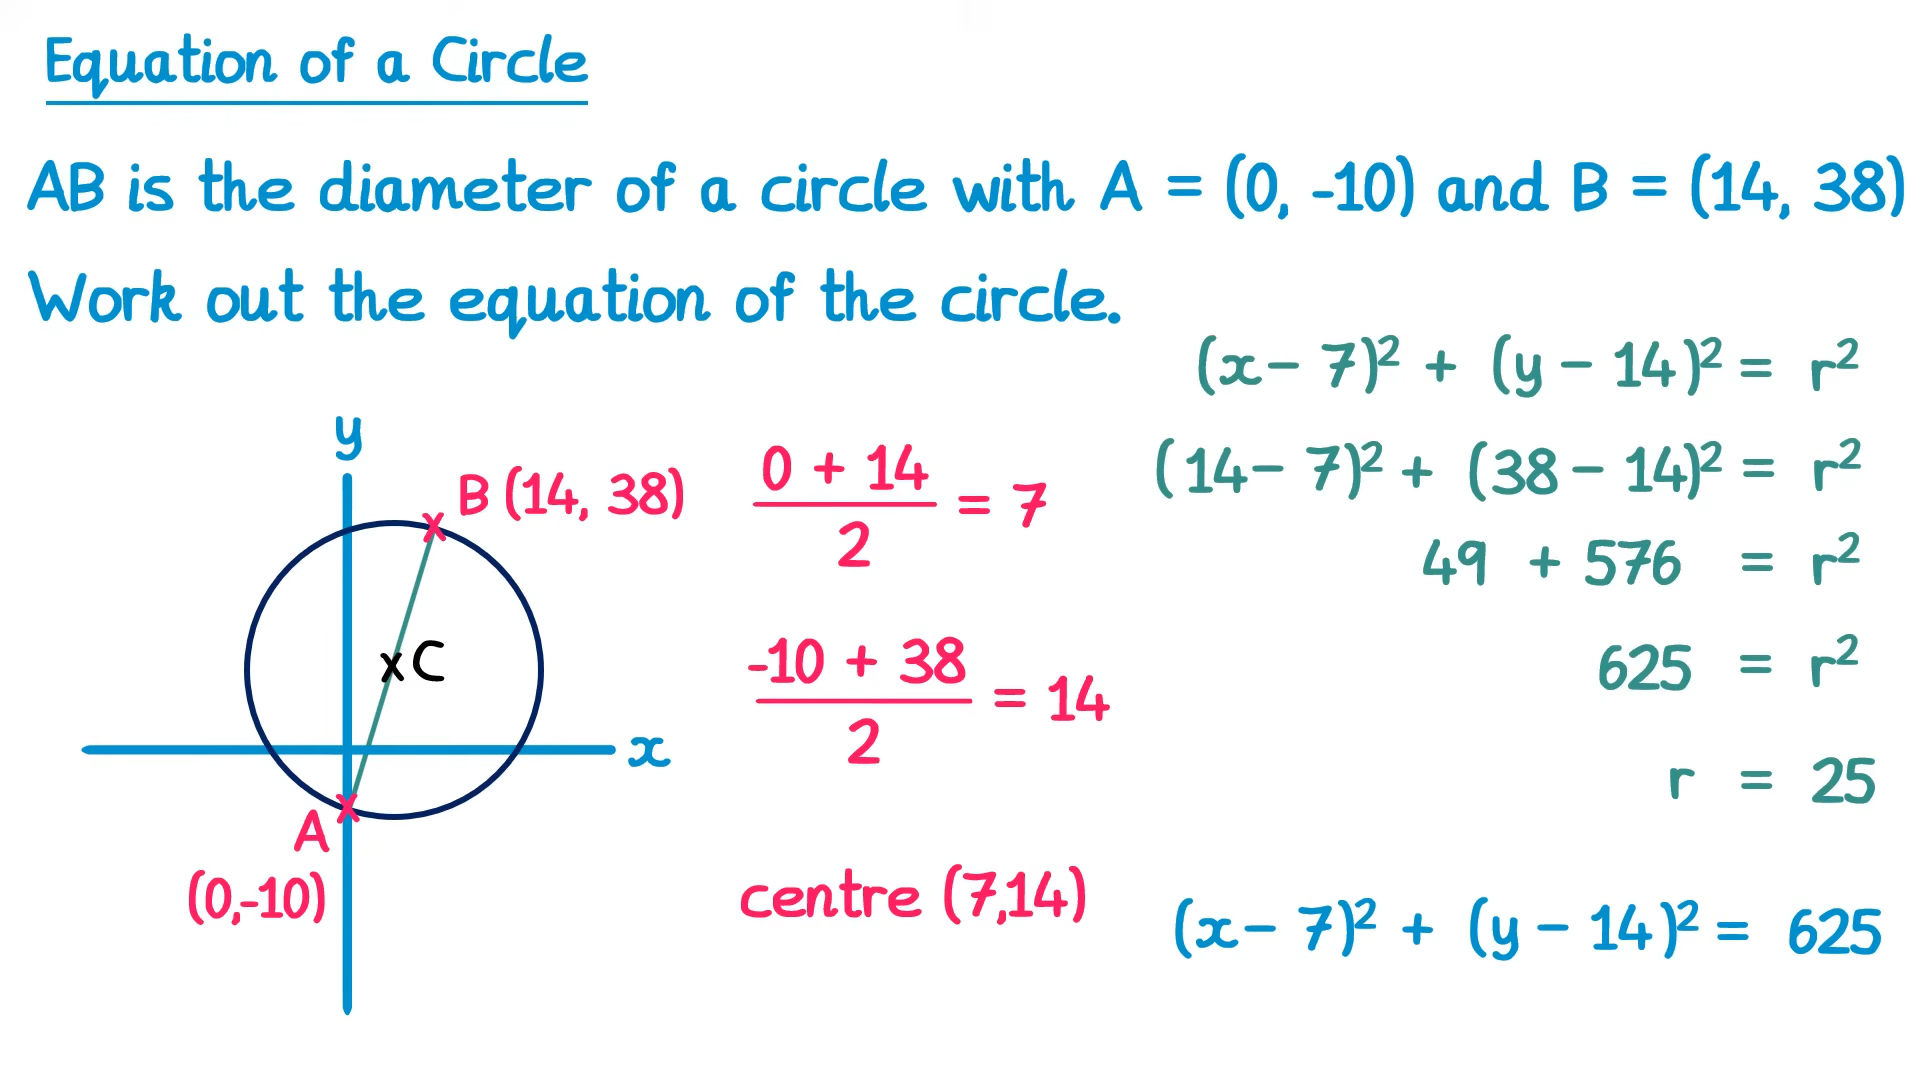 Equation of a Circle
AB is the diameter of a circle with A = (0, -10) and B = (14, 38)
Work out the equation of the circle.
y
B (14, 38)
C
x
A
(0,-10)
0 + 14
2
= 7
-10 + 38
2
= 14
centre (7,14)
(x - 7)² + (y - 14)² = r²
(14 - 7)² + (38 - 14)² = r²
49 + 576 = r²
625 = r²
r = 25
(x - 7)² + (y - 14)² = 625